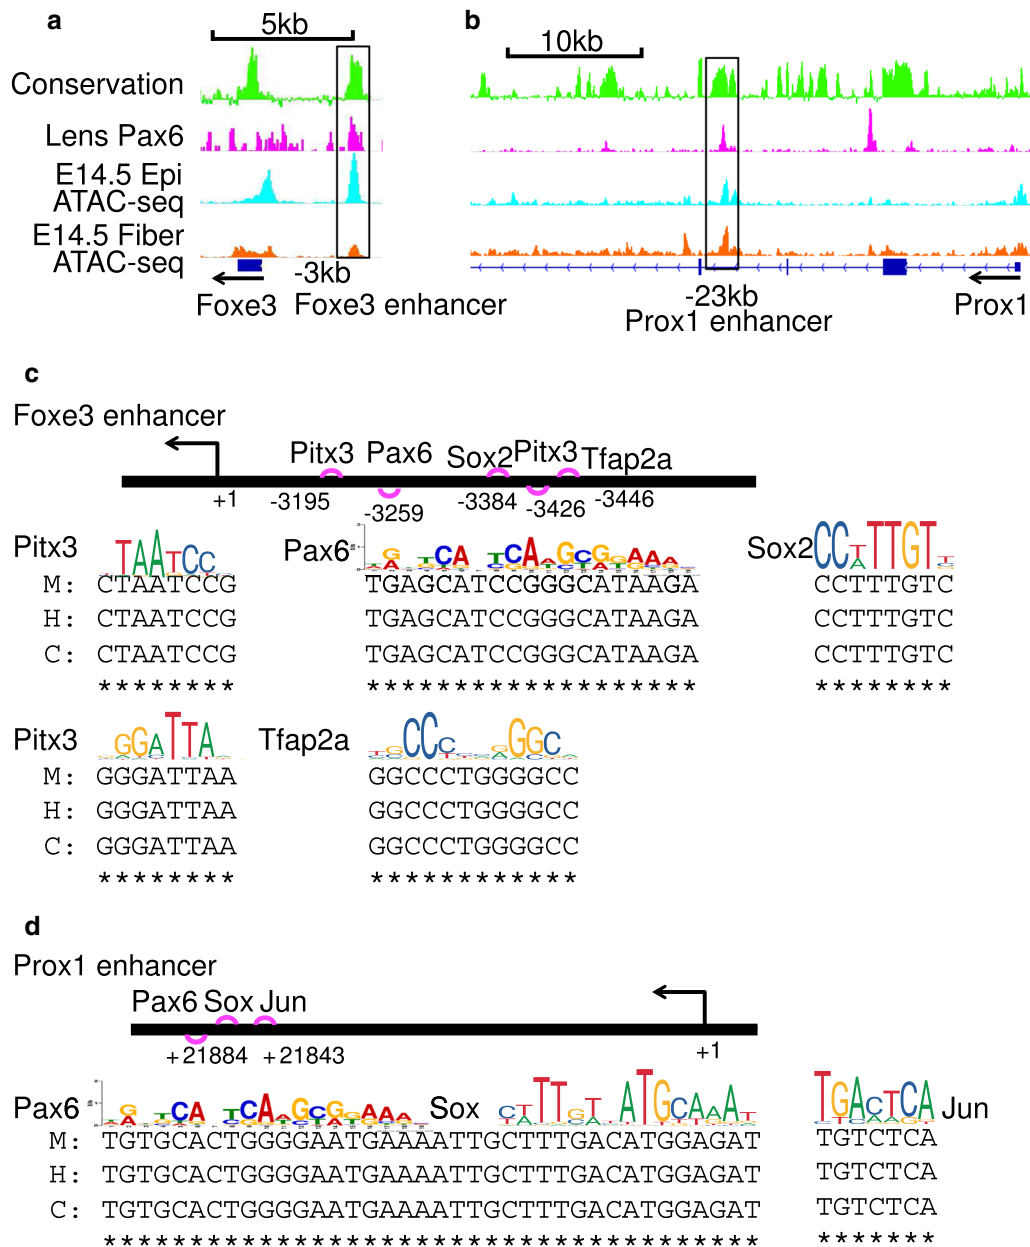 a
5kb
b
10kb
Conservation
Lens Pax6
E14.5 Epi
ATAC-seq
E14.5 Fiber
ATAC-seq
-3kb
Foxe3
Foxe3 enhancer
-23kb
Prox1 enhancer
Prox1
c
Foxe3 enhancer
Pitx3 Pax6 Sox2 Pitx3 Tfap2a
+1 -3195 -3259 -3384 -3426 -3446
Pitx3
M: CTAATCCG
H: CTAATCCG
C: CTAATCCG
********
Pax6
TGAGCATCCGGGCATAAGA
TGAGCATCCGGGCATAAGA
TGAGCATCCGGGCATAAGA
*******************
Sox2
CCTTTGTC
CCTTTGTC
CCTTTGTC
********
Pitx3
M: GGGATTAA
H: GGGATTAA
C: GGGATTAA
********
Tfap2a
GGCCCTGGGGCC
GGCCCTGGGGCC
GGCCCTGGGGCC
************
d
Prox1 enhancer
Pax6 Sox Jun
+21884 +21843 +1
Pax6 Sox
M: TGTGCACTGGGGAATGAAAATTGCTTTGACATGGAGAT
H: TGTGCACTGGGGAATGAAAATTGCTTTGACATGGAGAT
C: TGTGCACTGGGGAATGAAAATTGCTTTGACATGGAGAT
**************************************
Jun
TGTCTCA
TGTCTCA
TGTCTCA
*******